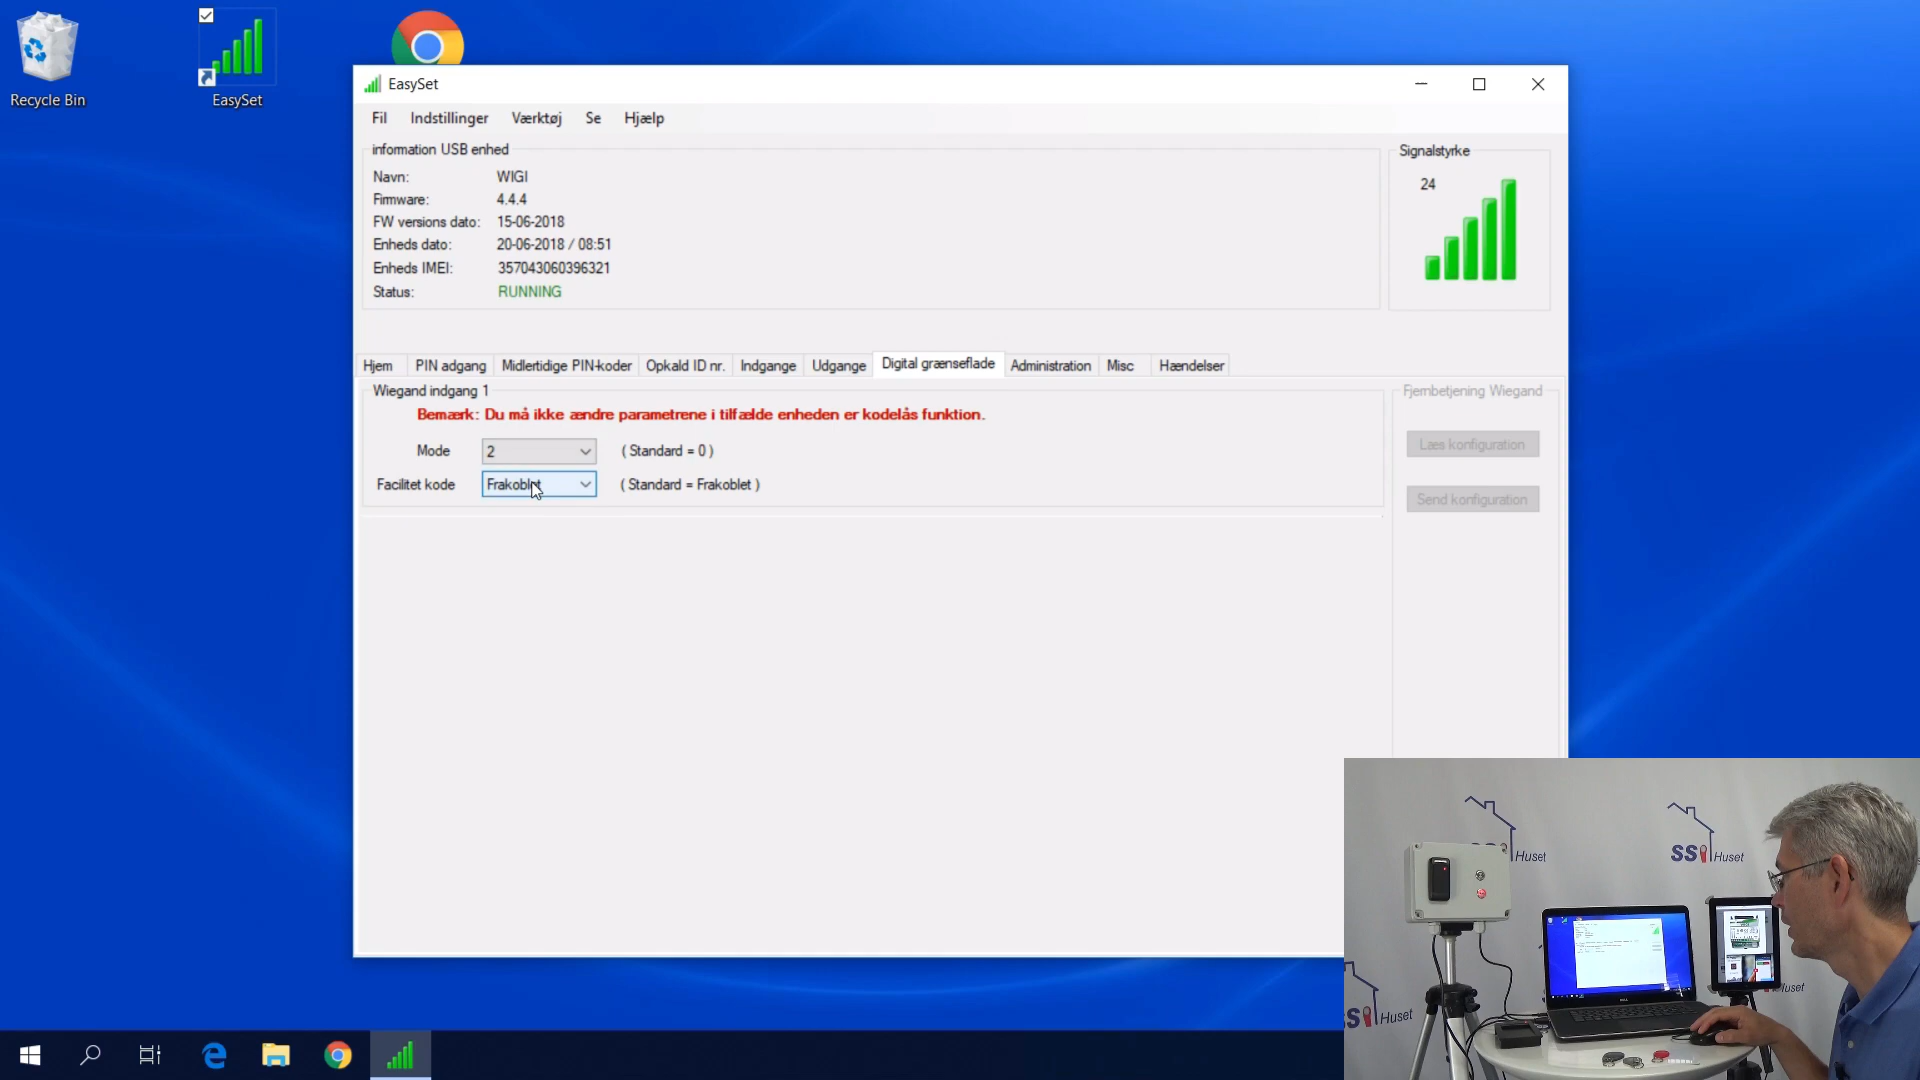 Recycle Bin
EasySet
EasySet
Fil Indstillinger Værktøj Se Hjælp
information USB enhed
Navn: WIGI
Firmware: 4.4.4
FW versions dato: 15-06-2018
Enheds dato: 20-06-2018 / 08:51
Enheds IMEI: 357043060396321
Status: RUNNING
Signalstyrke
24
Hjem PIN adgang Midlertidige PIN-koder Opkald ID nr. Indgange Udgange Digital grænseflade Administration Misc Hændelser
Wiegand indgang 1
Bemærk: Du må ikke ændre parametrene i tilfælde enheden er kodelås funktion.
Mode 2 ( Standard = 0 )
Facilitet kode Frakoblet ( Standard = Frakoblet )
Fjernbetjening Wiegand
Læs konfiguration
Send konfiguration
Huset
SSi Huset
Huset
SSi Huset